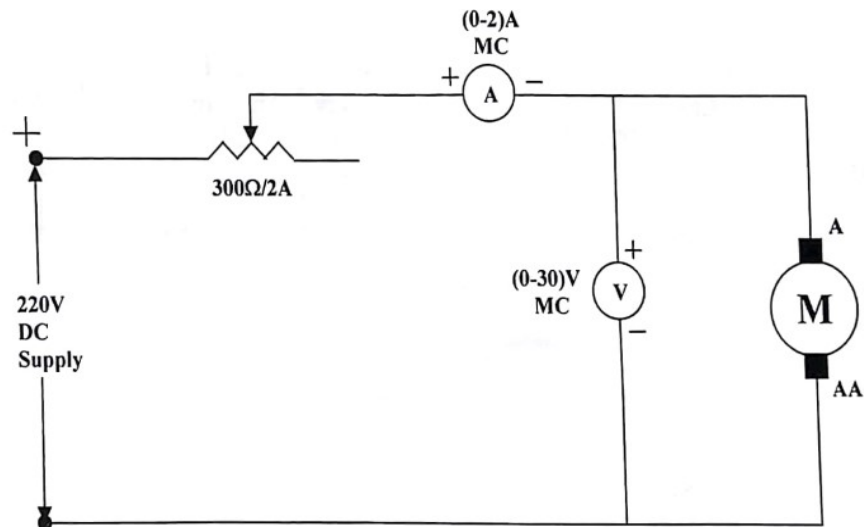 (0-2)A
MC
+ A −
+
300Ω/2A
A
+
(0-30)V
MC
V
−
M
220V
DC
Supply
AA